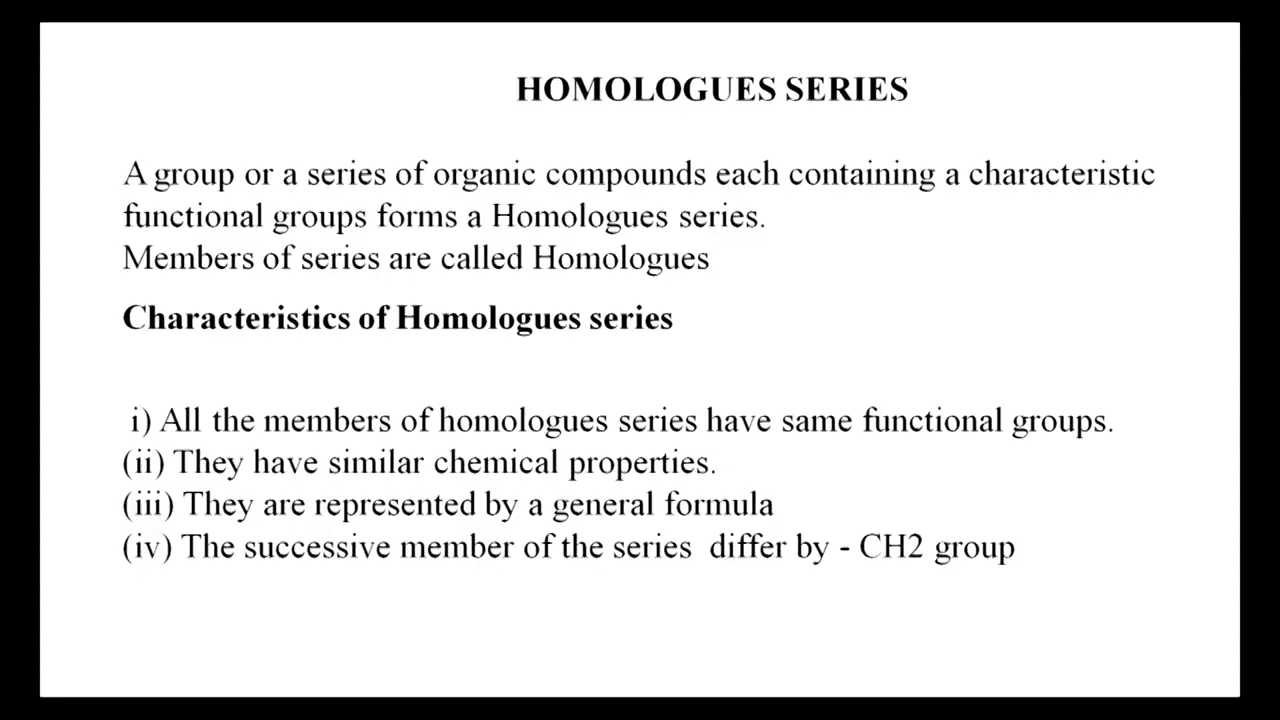 HOMOLOGUES SERIES
A group or a series of organic compounds each containing a characteristic
functional groups forms a Homologues series.
Members of series are called Homologues
Characteristics of Homologues series
i) All the members of homologues series have same functional groups.
(ii) They have similar chemical properties.
(iii) They are represented by a general formula
(iv) The successive member of the series differ by - CH2 group